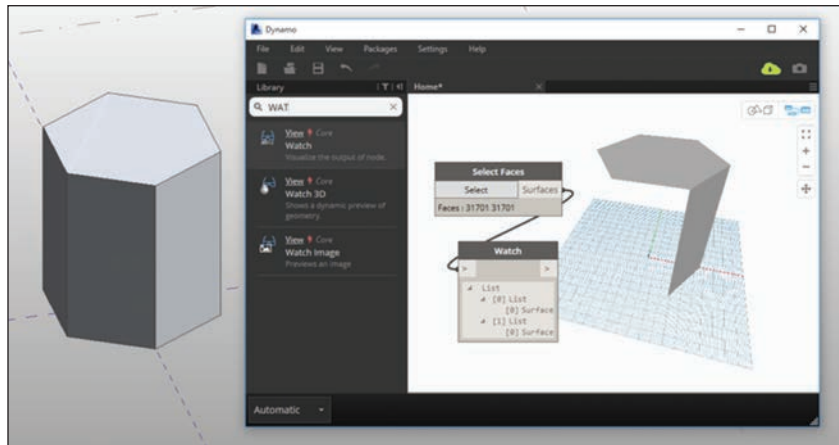 Dynamo
File Edit View Packages Settings Help
Library
Home*
WAT
View Core
Watch
Visualize the output of node.
View Core
Watch 3D
Shows a dynamic preview of
geometry.
View Core
Watch Image
Previews an image
Select Faces
Select Surfaces
Faces : 31701 31701
Watch
> >
List
[0] List
[0] Surface
[1] List
[0] Surface
Automatic